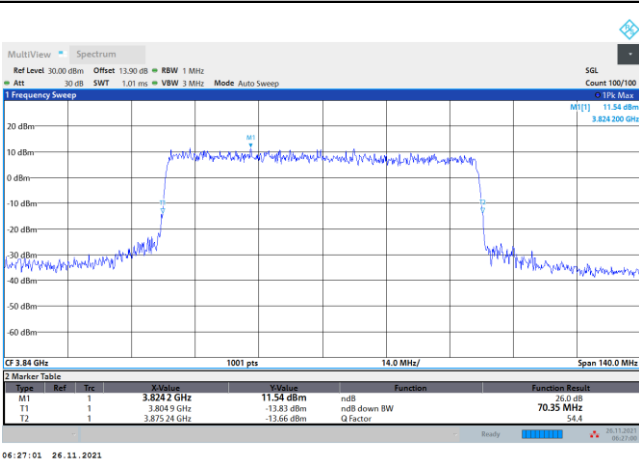 MultiView Spectrum
Ref Level 30.00 dBm Offset 13.90 dB RBW 1 MHz SGL
Att 30 dB SWT 1.01 ms VBW 3 MHz Mode Auto Sweep Count 100/100
1 Frequency Sweep 1Pk Max
M1[1] 11.54 dBm
3.824 200 GHz
20 dBm
M1
10 dBm
0 dBm
-10 dBm
T1 T2
-20 dBm
-30 dBm
-40 dBm
-50 dBm
-60 dBm
CF 3.84 GHz 1001 pts 14.0 MHz/ Span 140.0 MHz
2 Marker Table
Type Ref Trc X-Value Y-Value Function Function Result
M1 1 3.824 2 GHz 11.54 dBm ndB 26.0 dB
T1 1 3.804 9 GHz -13.83 dBm ndB down BW 70.35 MHz
T2 1 3.875 24 GHz -13.66 dBm Q Factor 54.4
Ready 26.11.2021
06:27:00
06:27:01 26.11.2021